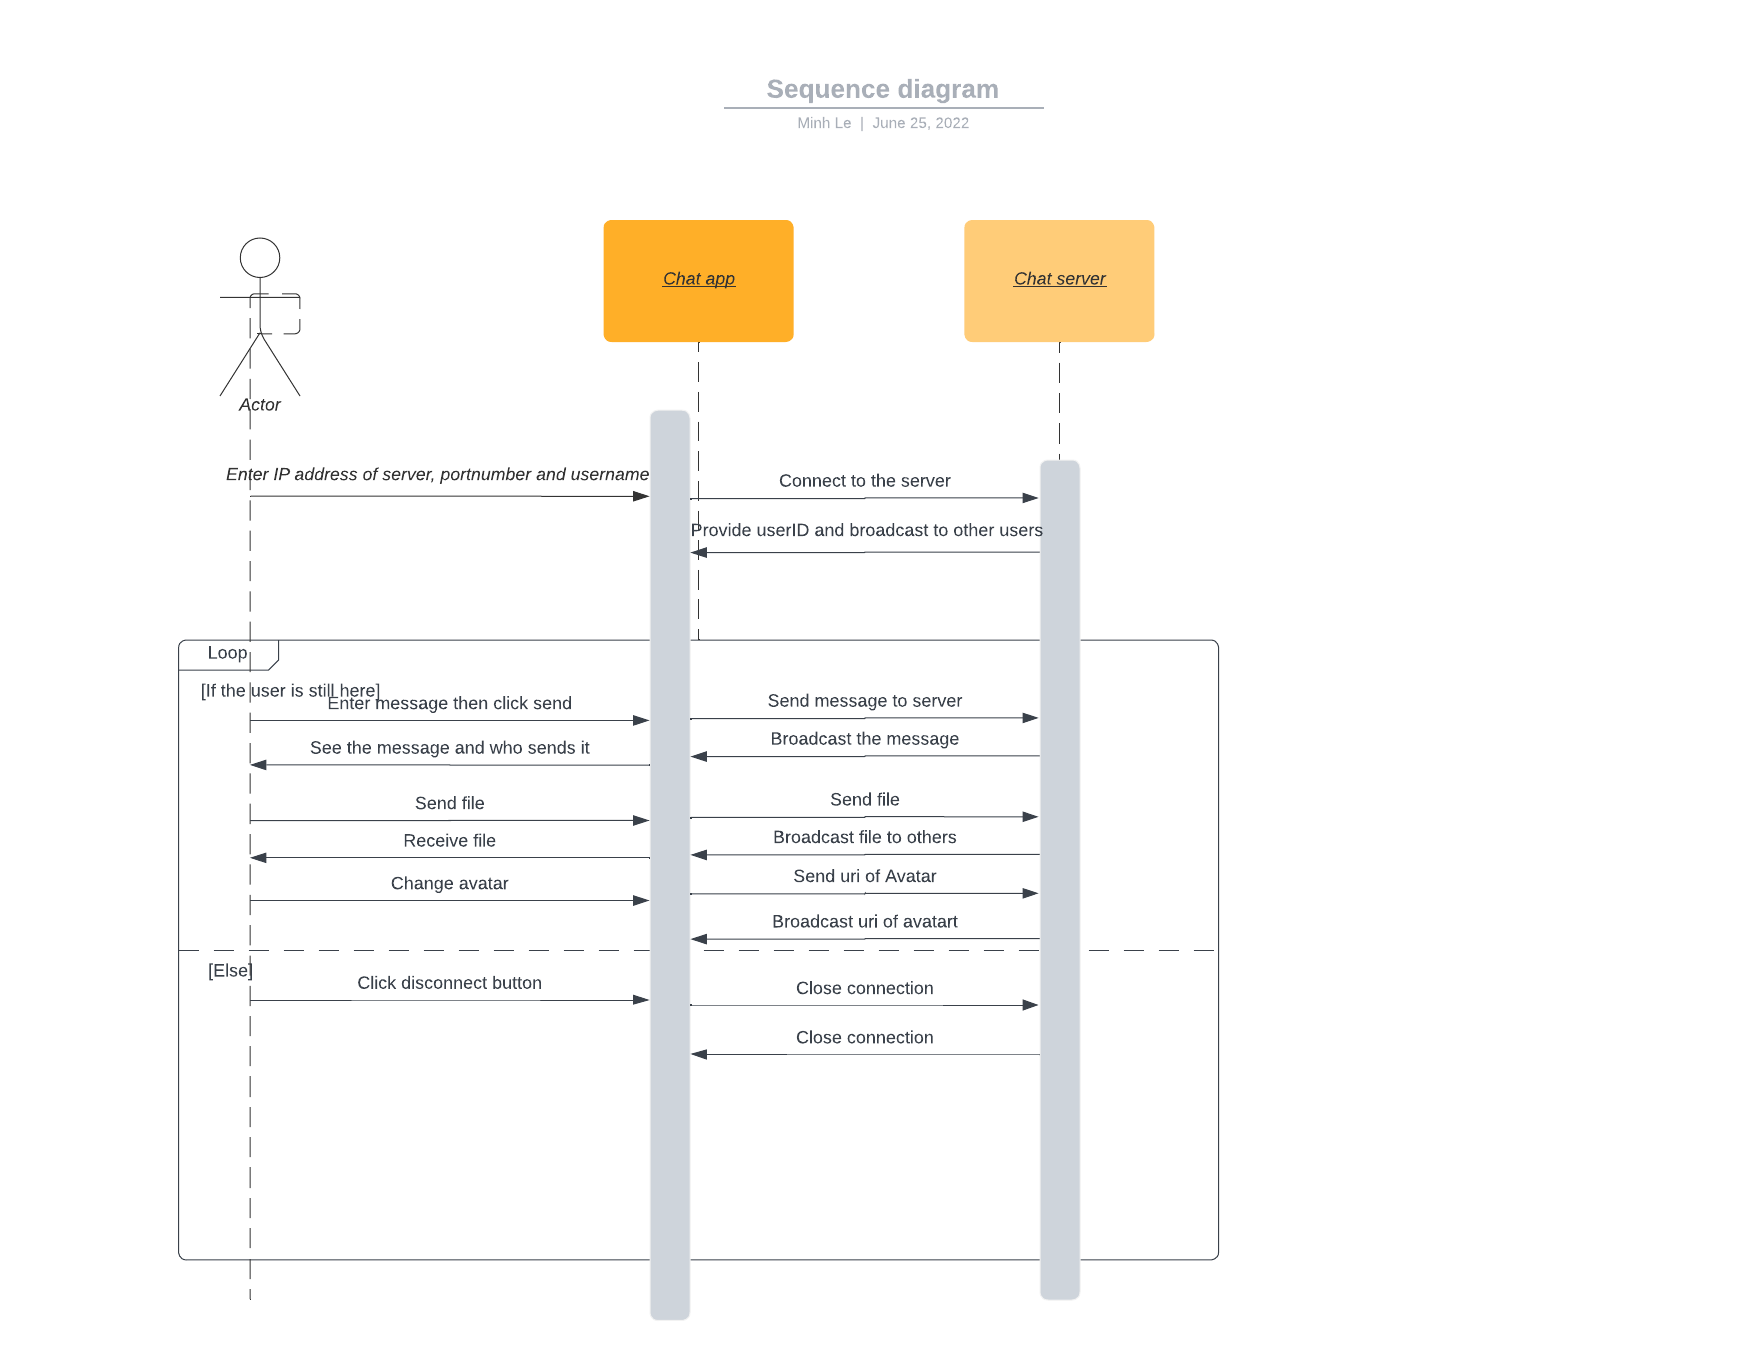 Sequence diagram
Minh Le | June 25, 2022
Chat app
Chat server
Actor
Enter IP address of server, portnumber and username
Connect to the server
Provide userID and broadcast to other users
Loop
[If the user is still here]
Enter message then click send
Send message to server
Broadcast the message
See the message and who sends it
Send file
Send file
Receive file
Broadcast file to others
Change avatar
Send uri of Avatar
Broadcast uri of avatart
[Else]
Click disconnect button
Close connection
Close connection